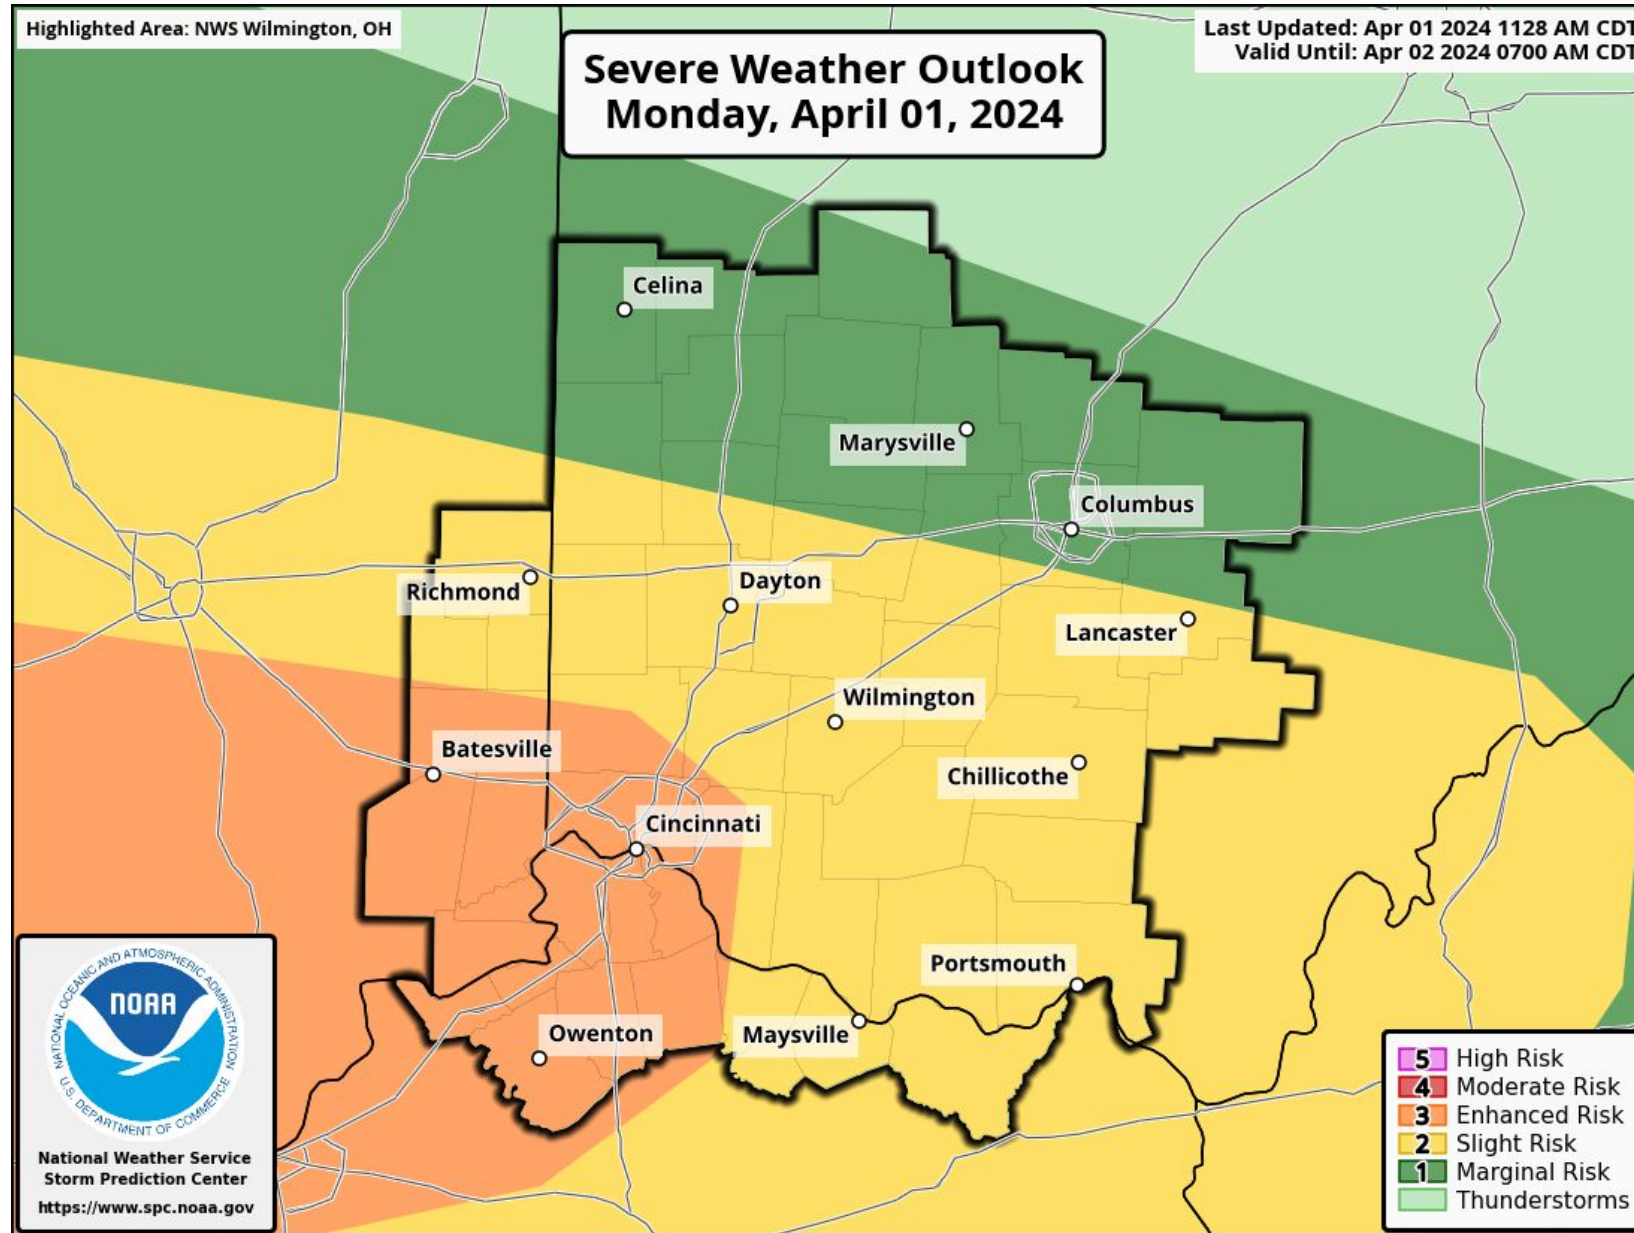 Highlighted Area: NWS Wilmington, OH
Last Updated: Apr 01 2024 1128 AM CDT
Valid Until: Apr 02 2024 0700 AM CDT
Severe Weather Outlook
Monday, April 01, 2024
Celina
Marysville
Columbus
Richmond
Dayton
Lancaster
Wilmington
Batesville
Chillicothe
Cincinnati
Portsmouth
Owenton
Maysville
NATIONAL OCEANIC AND ATMOSPHERIC ADMINISTRATION
NOAA
U.S. DEPARTMENT OF COMMERCE
National Weather Service
Storm Prediction Center
https://www.spc.noaa.gov
5 High Risk
4 Moderate Risk
3 Enhanced Risk
2 Slight Risk
1 Marginal Risk
Thunderstorms